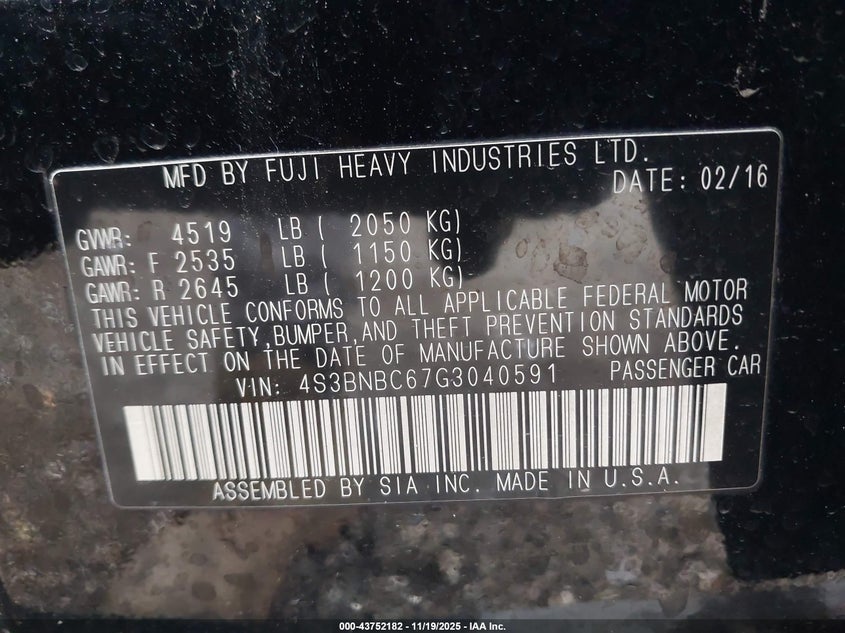 MFD BY FUJI HEAVY INDUSTRIES LTD.
DATE: 02/16
GVWR: 4519 LB ( 2050 KG)
GAWR: F 2535 LB ( 1150 KG)
GAWR: R 2645 LB ( 1200 KG)
THIS VEHICLE CONFORMS TO ALL APPLICABLE FEDERAL MOTOR
VEHICLE SAFETY,BUMPER,AND THEFT PREVENTION STANDARDS
IN EFFECT ON THE DATE OF MANUFACTURE SHOWN ABOVE.
VIN: 4S3BNBC67G3040591 PASSENGER CAR
ASSEMBLED BY SIA INC. MADE IN U.S.A.
000-43752182 - 11/19/2025 - IAA Inc.